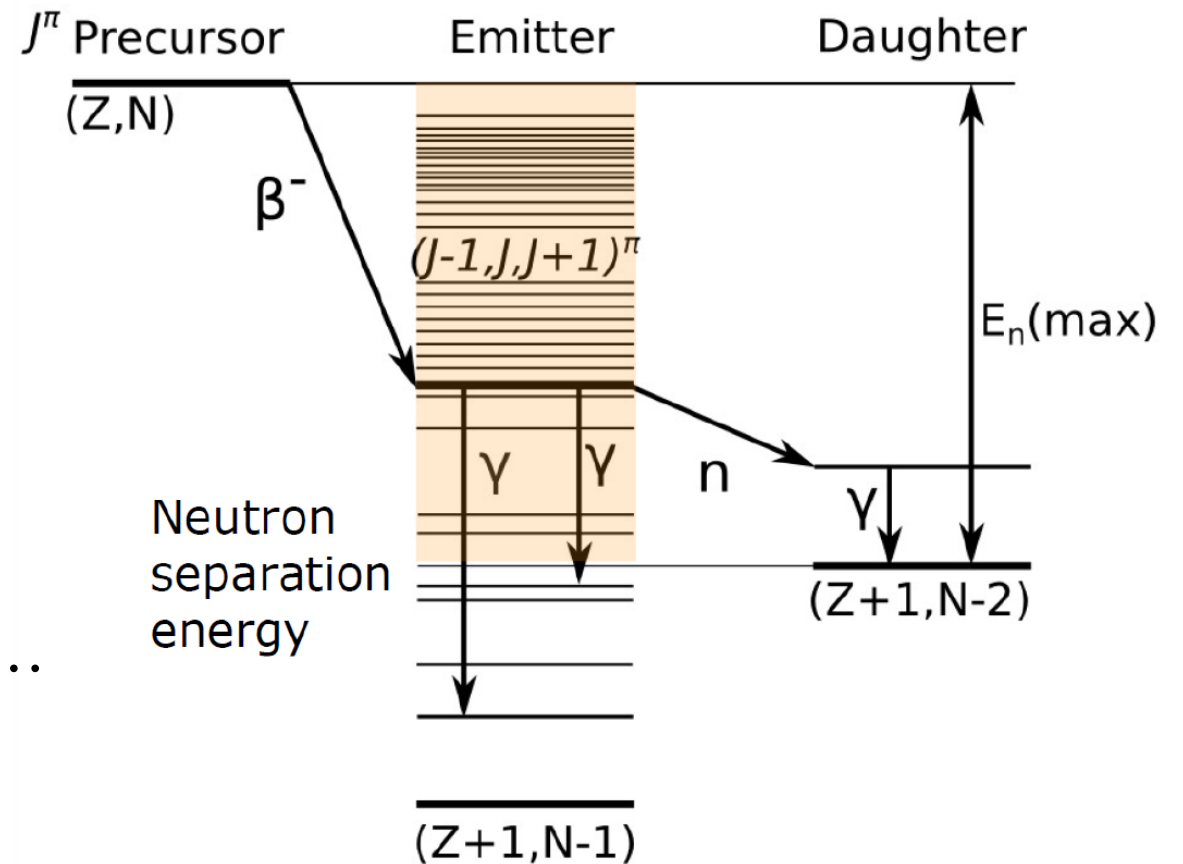 J^π Precursor
Emitter
Daughter
(Z,N)
β⁻
(J-1,J,J+1)^π
E_n(max)
γ
γ
n
γ
Neutron
separation
energy
(Z+1,N-2)
..
(Z+1,N-1)